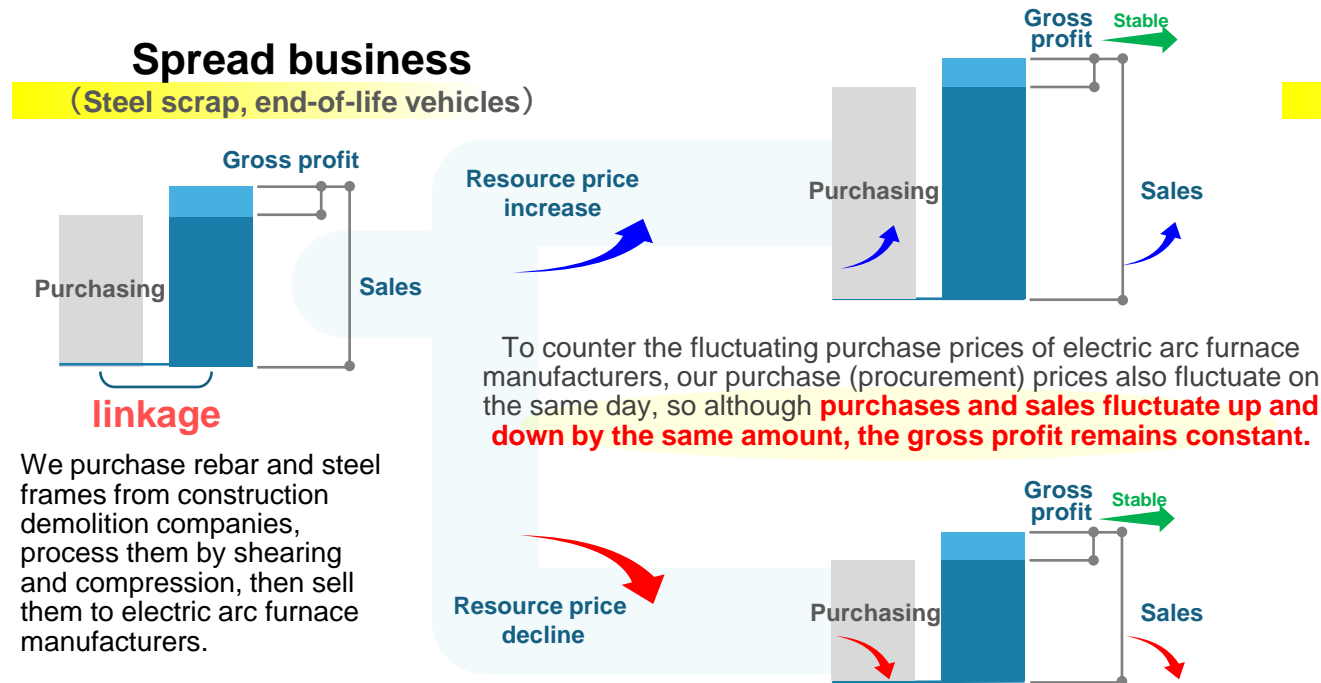 Spread business
（Steel scrap, end-of-life vehicles）
Gross profit
Purchasing
Sales
linkage
We purchase rebar and steel
frames from construction
demolition companies,
process them by shearing
and compression, then sell
them to electric arc furnace
manufacturers.
Resource price
increase
Gross
profit
Stable
Purchasing
Sales
To counter the fluctuating purchase prices of electric arc furnace
manufacturers, our purchase (procurement) prices also fluctuate on
the same day, so although purchases and sales fluctuate up and
down by the same amount, the gross profit remains constant.
Resource price
decline
Gross
profit
Stable
Purchasing
Sales